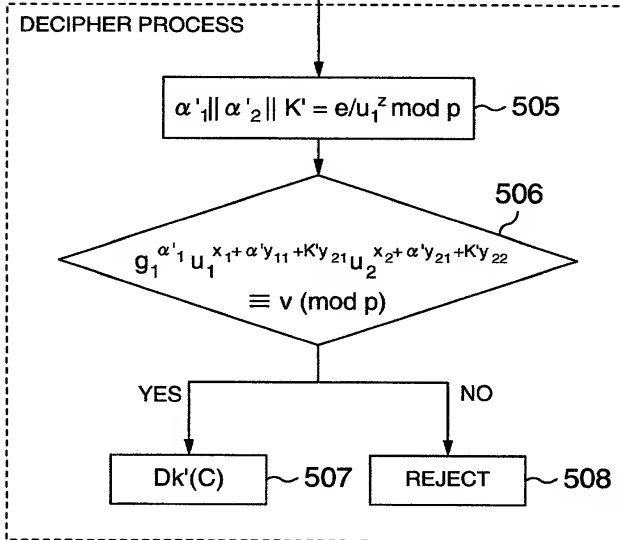 DECIPHER PROCESS
α'₁|| α'₂|| K' = e/u₁ᶻ mod p
505
506
g₁^α'₁ u₁^x₁+α'y₁₁+K'y₂₁ u₂^x₂+α'y₂₁+K'y₂₂
≡ v (mod p)
YES
NO
Dk'(C)
507
REJECT
508